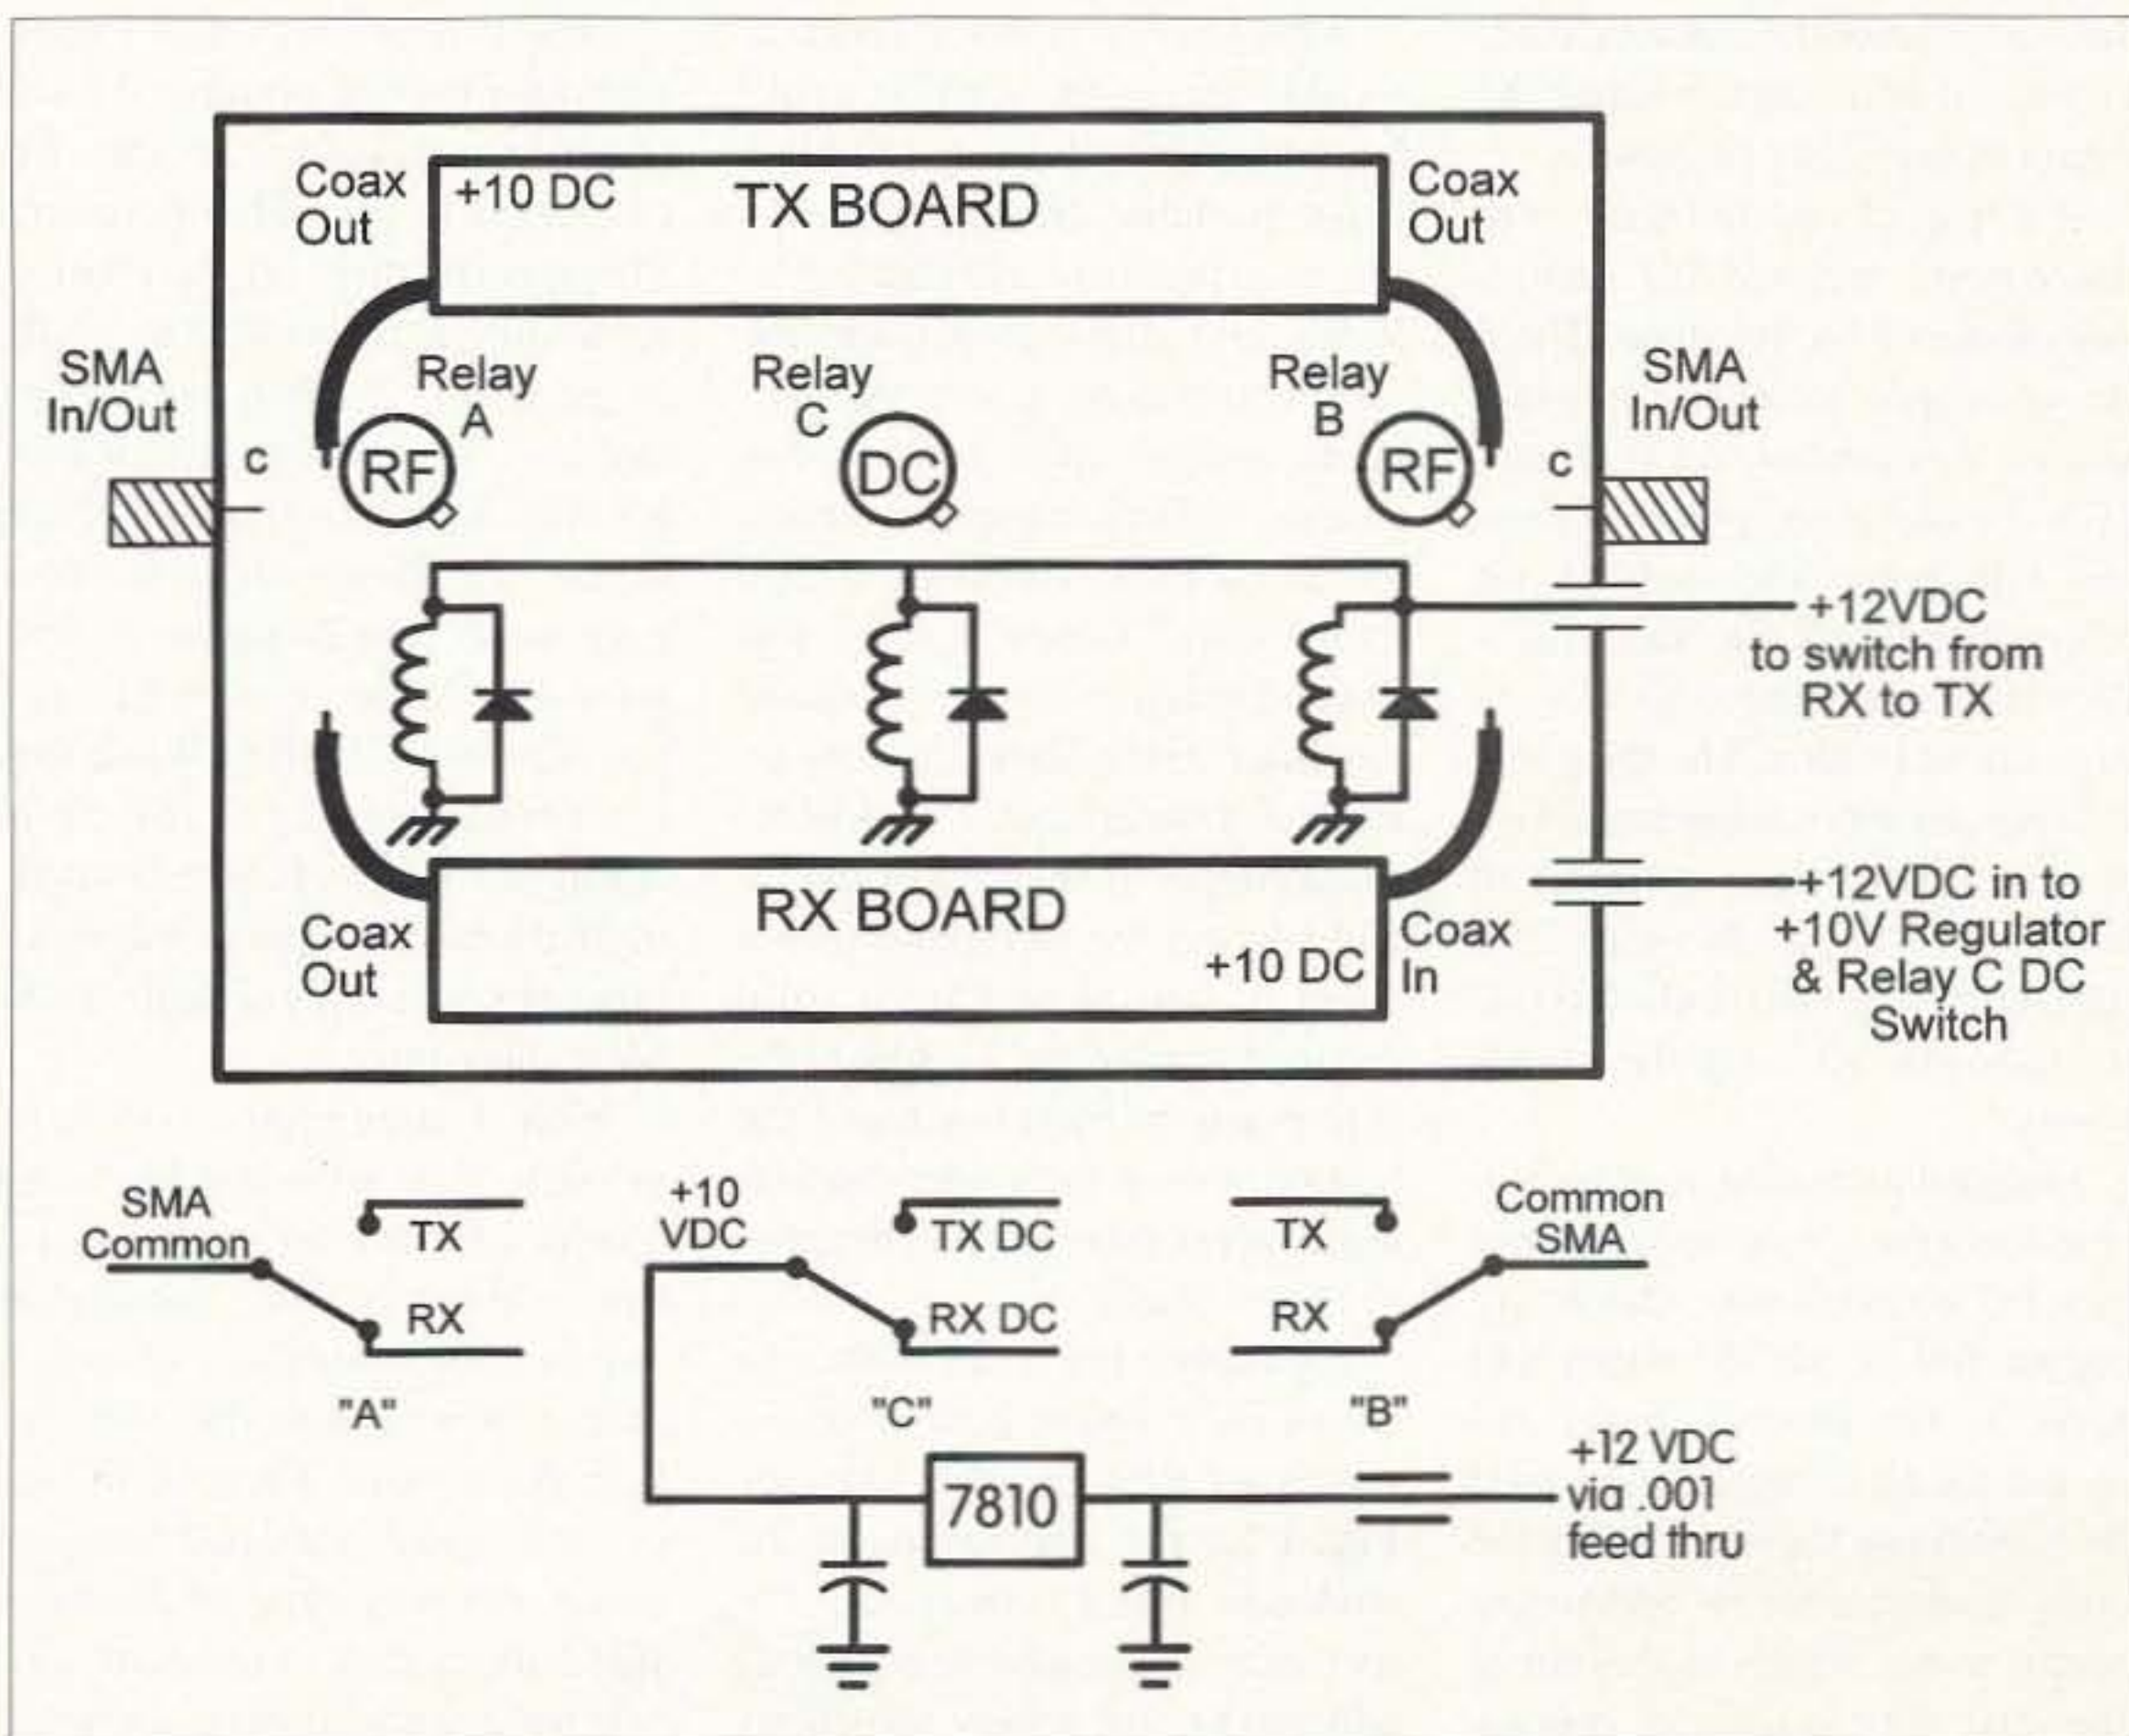 Coax
Out
+10 DC
TX BOARD
Coax
Out
SMA
In/Out
Relay
A
Relay
C
Relay
B
SMA
In/Out
c
RF
DC
RF
c
+12VDC
to switch from
RX to TX
Coax
Out
RX BOARD
+10 DC
Coax
In
+12VDC in to
+10V Regulator
& Relay C DC
Switch
SMA
Common
TX
RX
"A"
+10
VDC
TX DC
RX DC
"C"
TX
RX
"B"
Common
SMA
7810
+12 VDC
via .001
feed thru